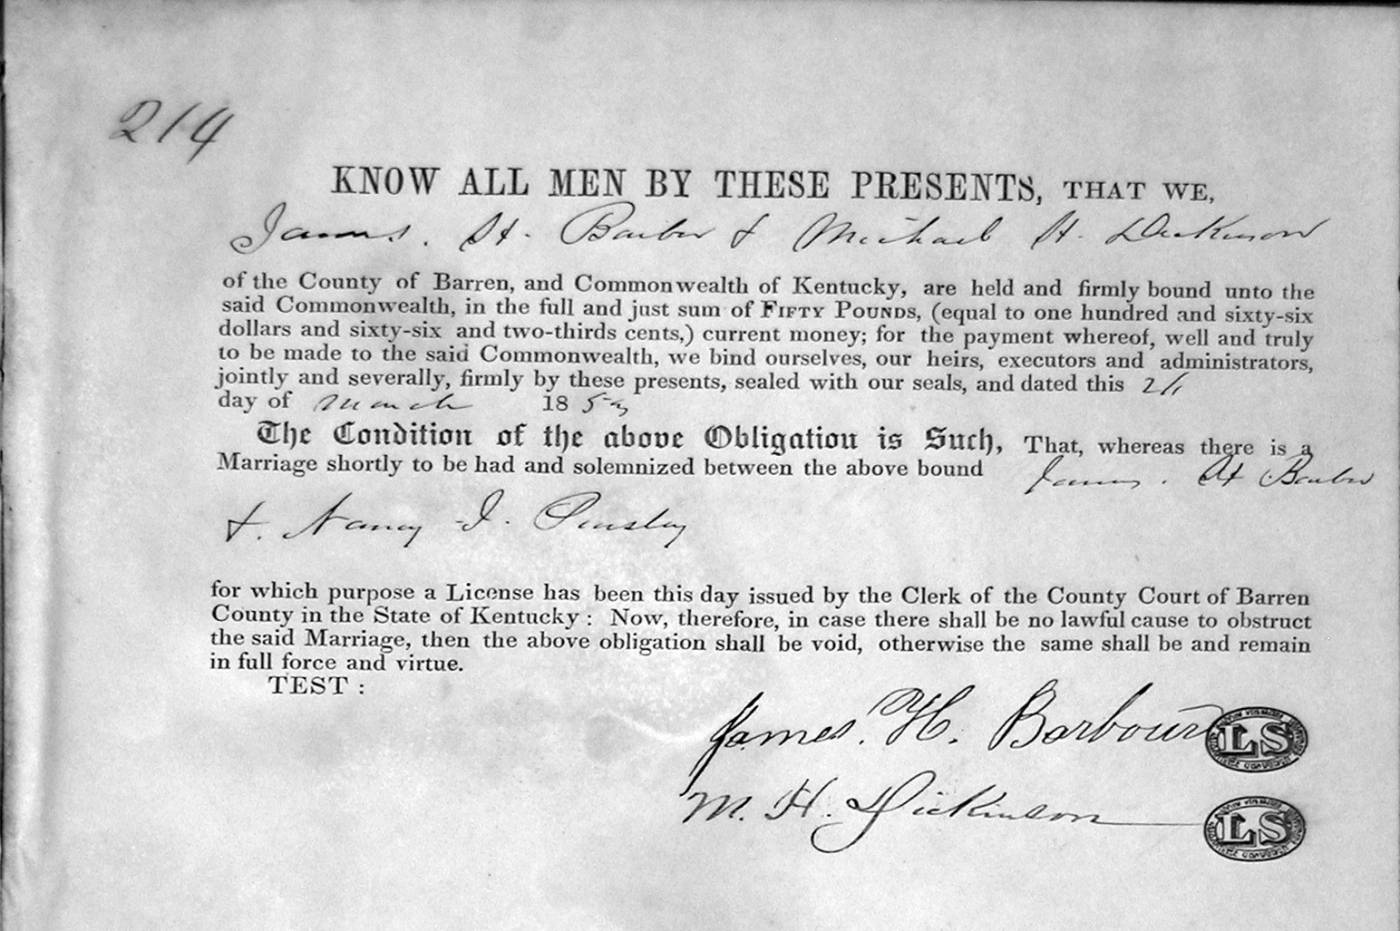 214
KNOW ALL MEN BY THESE PRESENTS, THAT WE,
James. H. Barber & Michael H. Dickinson
of the County of Barren, and Commonwealth of Kentucky, are held and firmly bound unto the
said Commonwealth, in the full and just sum of FIFTY POUNDS, (equal to one hundred and sixty-six
dollars and sixty-six and two-thirds cents,) current money; for the payment whereof, well and truly
to be made to the said Commonwealth, we bind ourselves, our heirs, executors and administrators,
jointly and severally, firmly by these presents, sealed with our seals, and dated this
day of March 18
The Condition of the above Obligation is Such, That, whereas there is a
Marriage shortly to be had and solemnized between the above bound James. H Barber
&. Nancy J.
for which purpose a License has been this day issued by the Clerk of the County Court of Barren
County in the State of Kentucky: Now, therefore, in case there shall be no lawful cause to obstruct
the said Marriage, then the above obligation shall be void, otherwise the same shall be and remain
in full force and virtue.
TEST:
James. H. Barbour LS
M. H. Dickinson LS